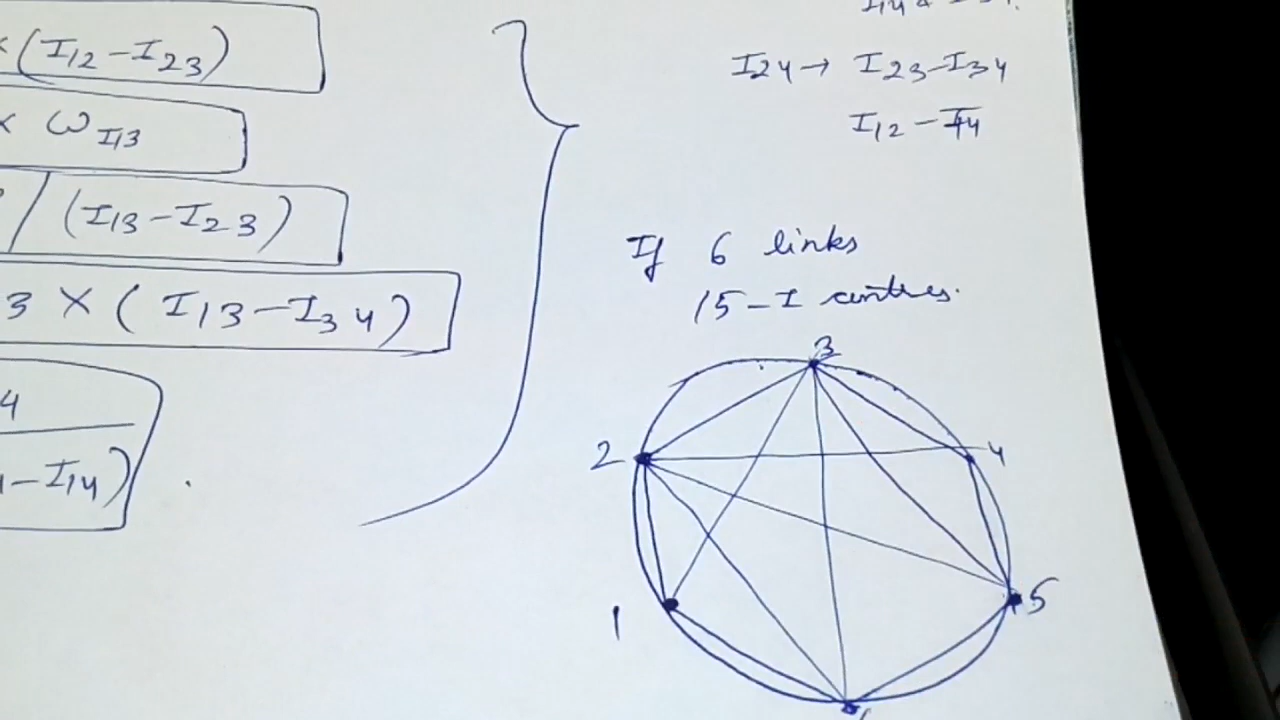 ×(I12-I23)
× ωI13
/(I13-I23)
3 × ( I13-I34)
4
-I14)
I24→ I23-I34
I12-I14
If 6 links
15-I centres.
3
2
4
1
5